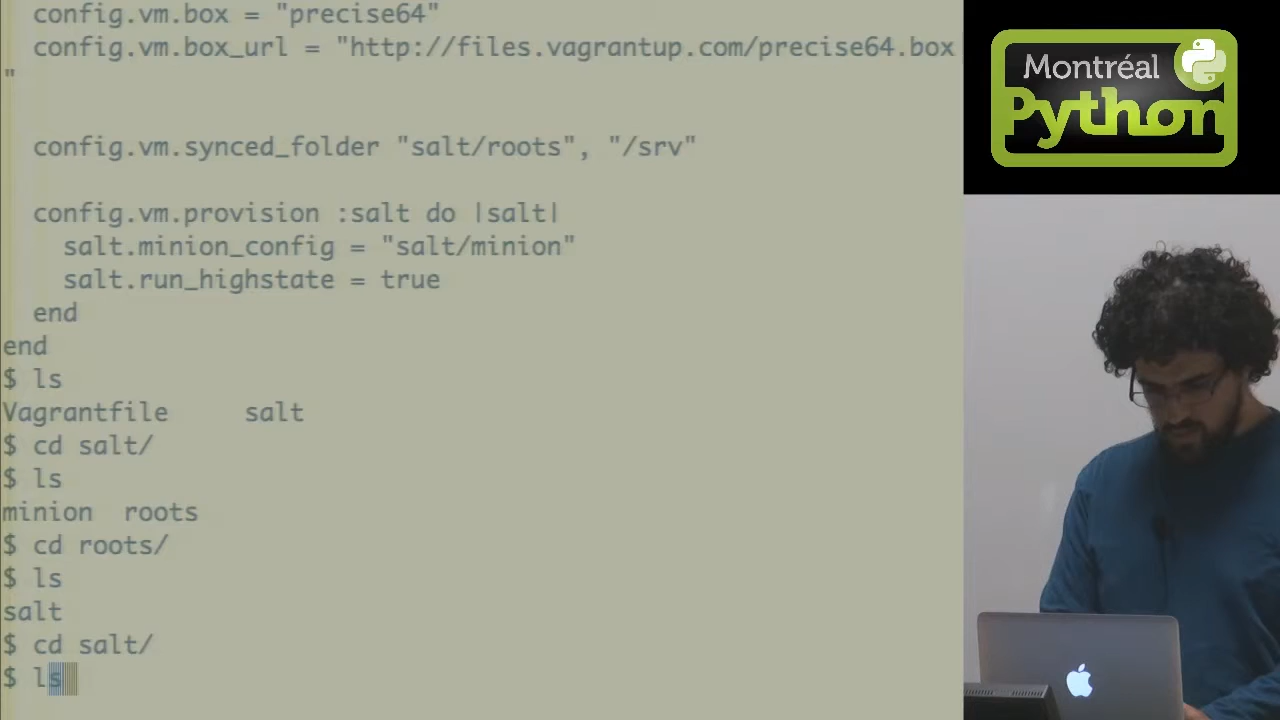 config.vm.box = "precise64"
config.vm.box_url = "http://files.vagrantup.com/precise64.box
"
config.vm.synced_folder "salt/roots", "/srv"
config.vm.provision :salt do |salt|
salt.minion_config = "salt/minion"
salt.run_highstate = true
end
end
$ ls
Vagrantfile salt
$ cd salt/
$ ls
minion roots
$ cd roots/
$ ls
salt
$ cd salt/
$ ls
Montréal
Python